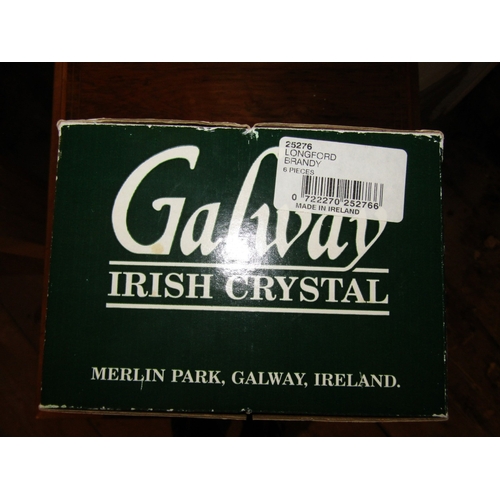 25276
LONGFORD
BRANDY
6 PIECES
0 722270 252766
MADE IN IRELAND
Galway
IRISH CRYSTAL
MERLIN PARK, GALWAY, IRELAND.